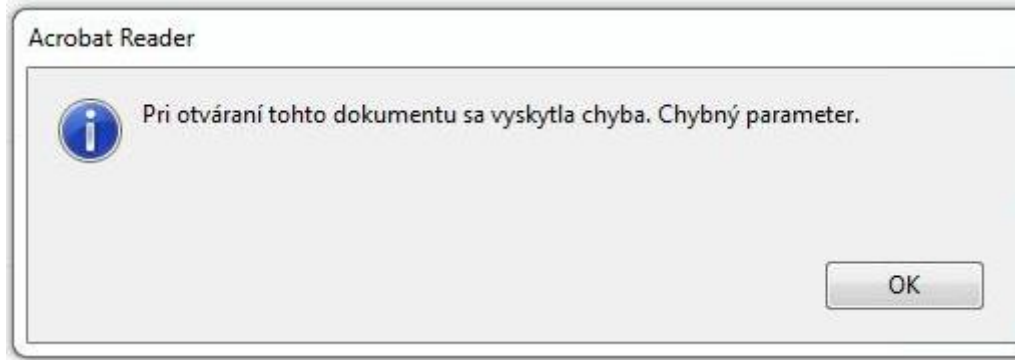 Acrobat Reader
Pri otváraní tohto dokumentu sa vyskytla chyba. Chybný parameter.
OK